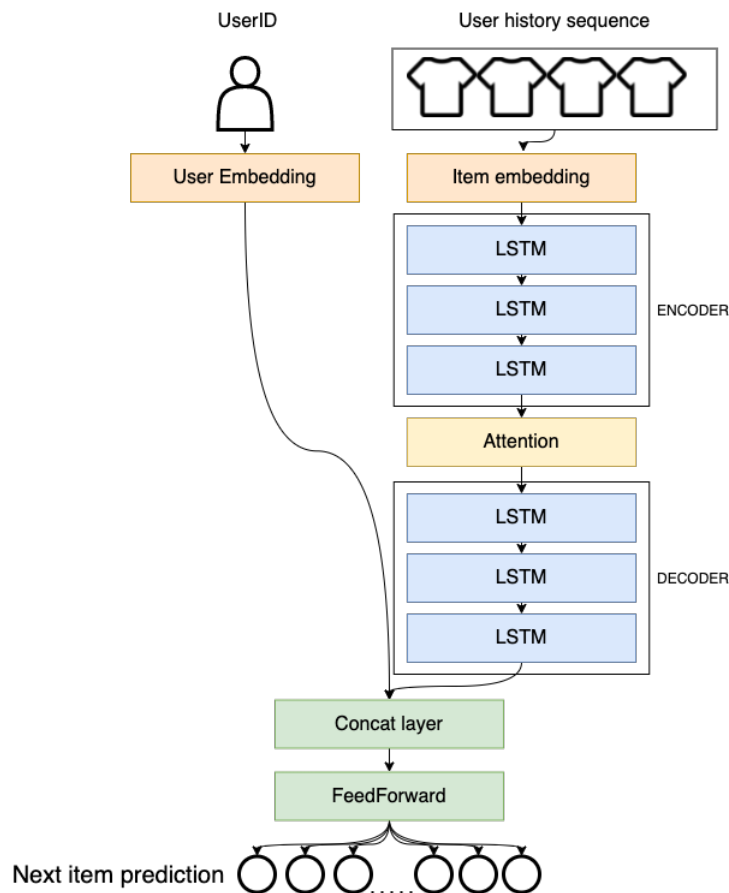 UserID
User history sequence
User Embedding
Item embedding
LSTM
LSTM
ENCODER
LSTM
Attention
LSTM
LSTM
DECODER
LSTM
Concat layer
FeedForward
Next item prediction
.....